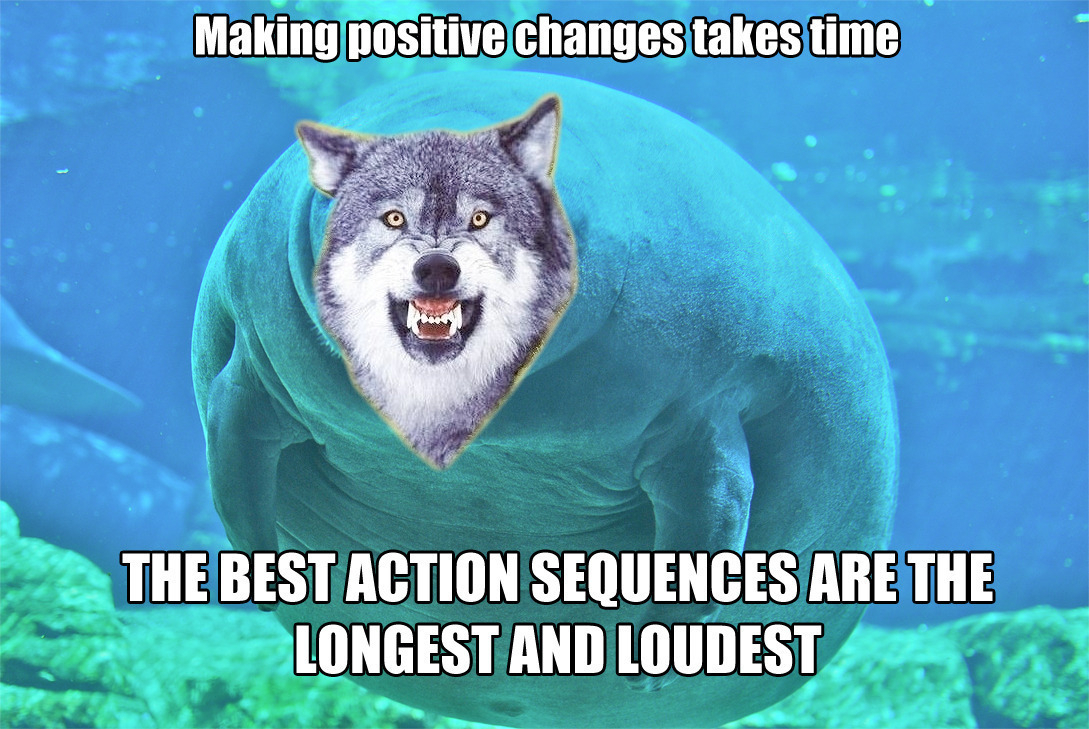 Making positive changes takes time
THE BEST ACTION SEQUENCES ARE THE
LONGEST AND LOUDEST